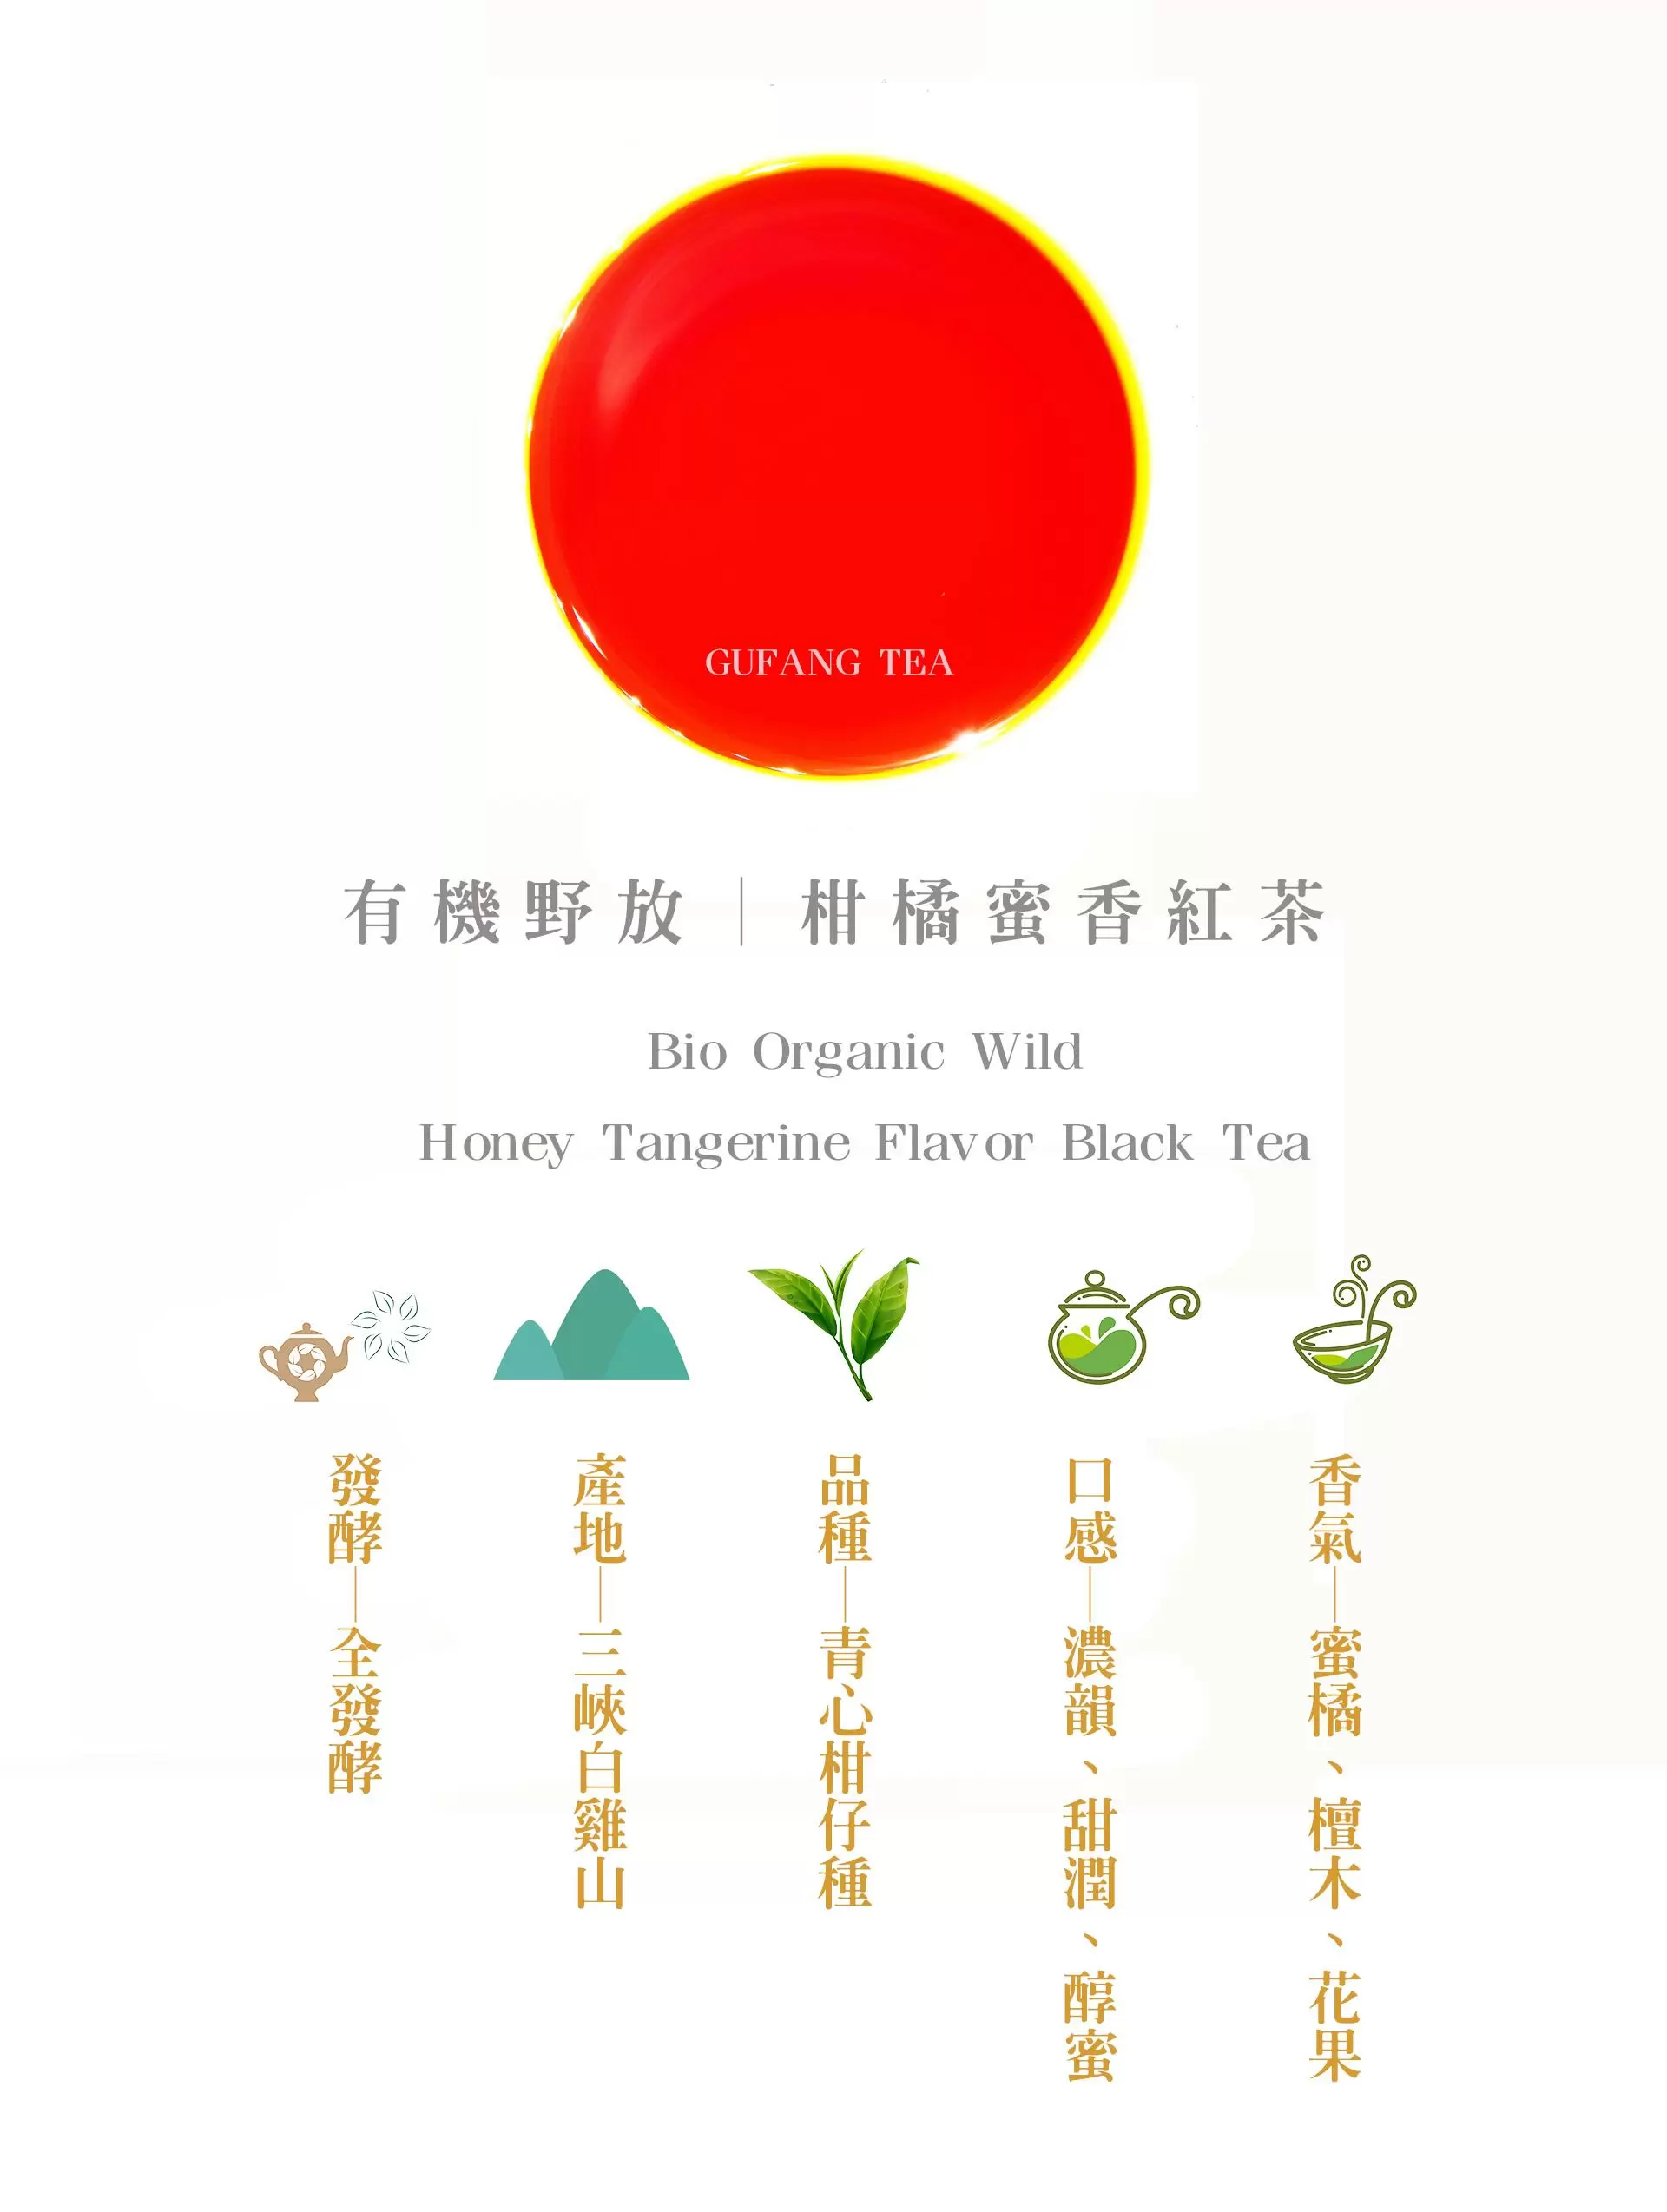 GUFANG TEA
有機野放｜柑橘蜜香紅茶
Bio Organic Wild
Honey Tangerine Flavor Black Tea
香氣—蜜橘、檀木、花果
口感—濃韻、甜潤、醇蜜
品種—青心柑仔種
產地—三峽白雞山
發酵—全發酵